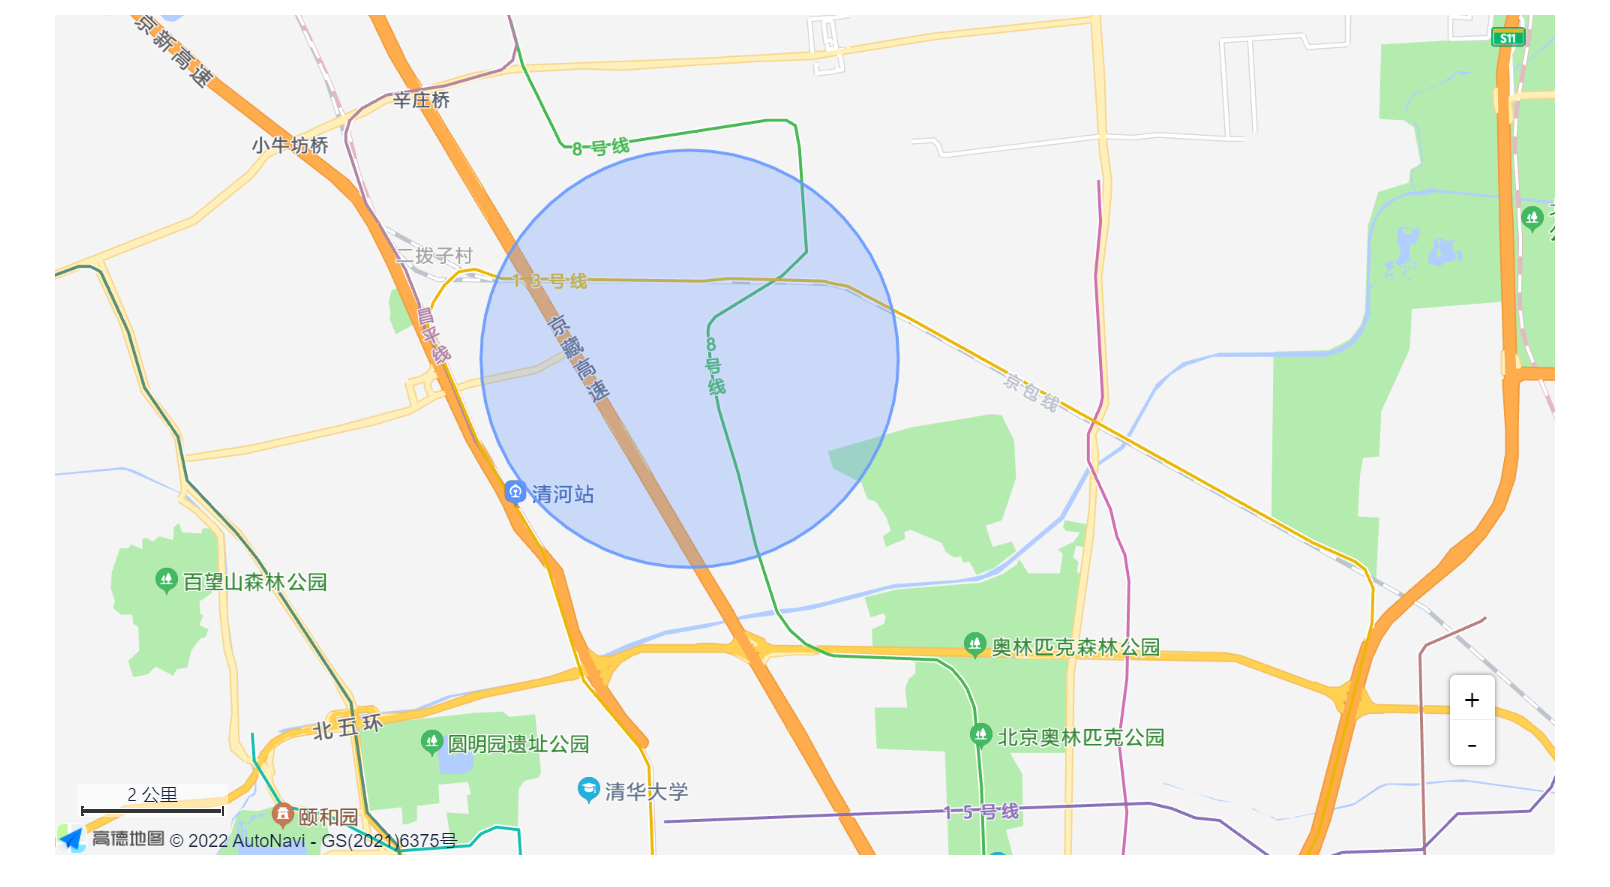 京新高速
S11
辛庄桥
小牛坊桥
8号线
二拨子村
13号线
昌平线
京藏高速
8号线
京包线
清河站
百望山森林公园
奥林匹克森林公园
北五环
圆明园遗址公园
北京奥林匹克公园
清华大学
+
-
2 公里
颐和园
15号线
高德地图 © 2022 AutoNavi - GS(2021)6375号